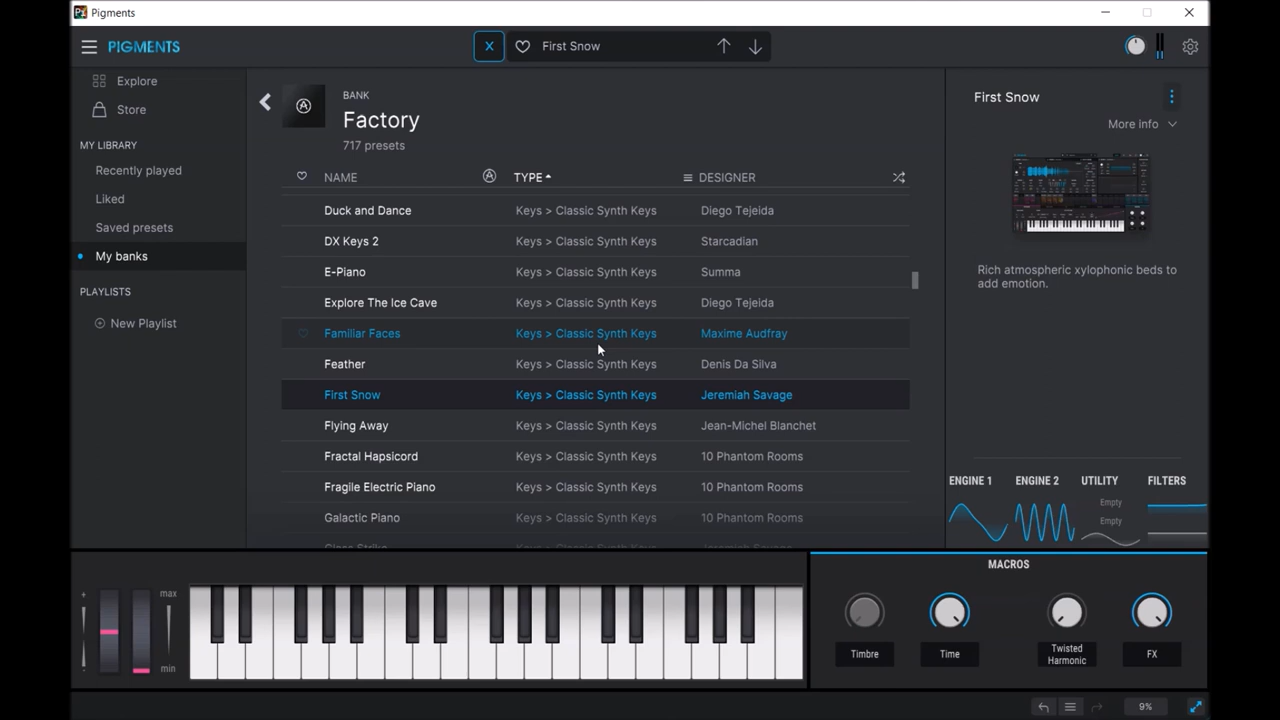 Pigments
PIGMENTS
X
First Snow
Explore
Store
MY LIBRARY
Recently played
Liked
Saved presets
My banks
PLAYLISTS
New Playlist
BANK
Factory
717 presets
NAME TYPE DESIGNER
Duck and Dance Keys > Classic Synth Keys Diego Tejeida
DX Keys 2 Keys > Classic Synth Keys Starcadian
E-Piano Keys > Classic Synth Keys Summa
Explore The Ice Cave Keys > Classic Synth Keys Diego Tejeida
Familiar Faces Keys > Classic Synth Keys Maxime Audfray
Feather Keys > Classic Synth Keys Denis Da Silva
First Snow Keys > Classic Synth Keys Jeremiah Savage
Flying Away Keys > Classic Synth Keys Jean-Michel Blanchet
Fractal Hapsicord Keys > Classic Synth Keys 10 Phantom Rooms
Fragile Electric Piano Keys > Classic Synth Keys 10 Phantom Rooms
Galactic Piano Keys > Classic Synth Keys 10 Phantom Rooms
First Snow
More info
Rich atmospheric xylophonic beds to
add emotion.
ENGINE 1 ENGINE 2 UTILITY FILTERS
Empty
Empty
+
-
max
min
MACROS
Timbre
Time
Twisted
Harmonic
FX
9%